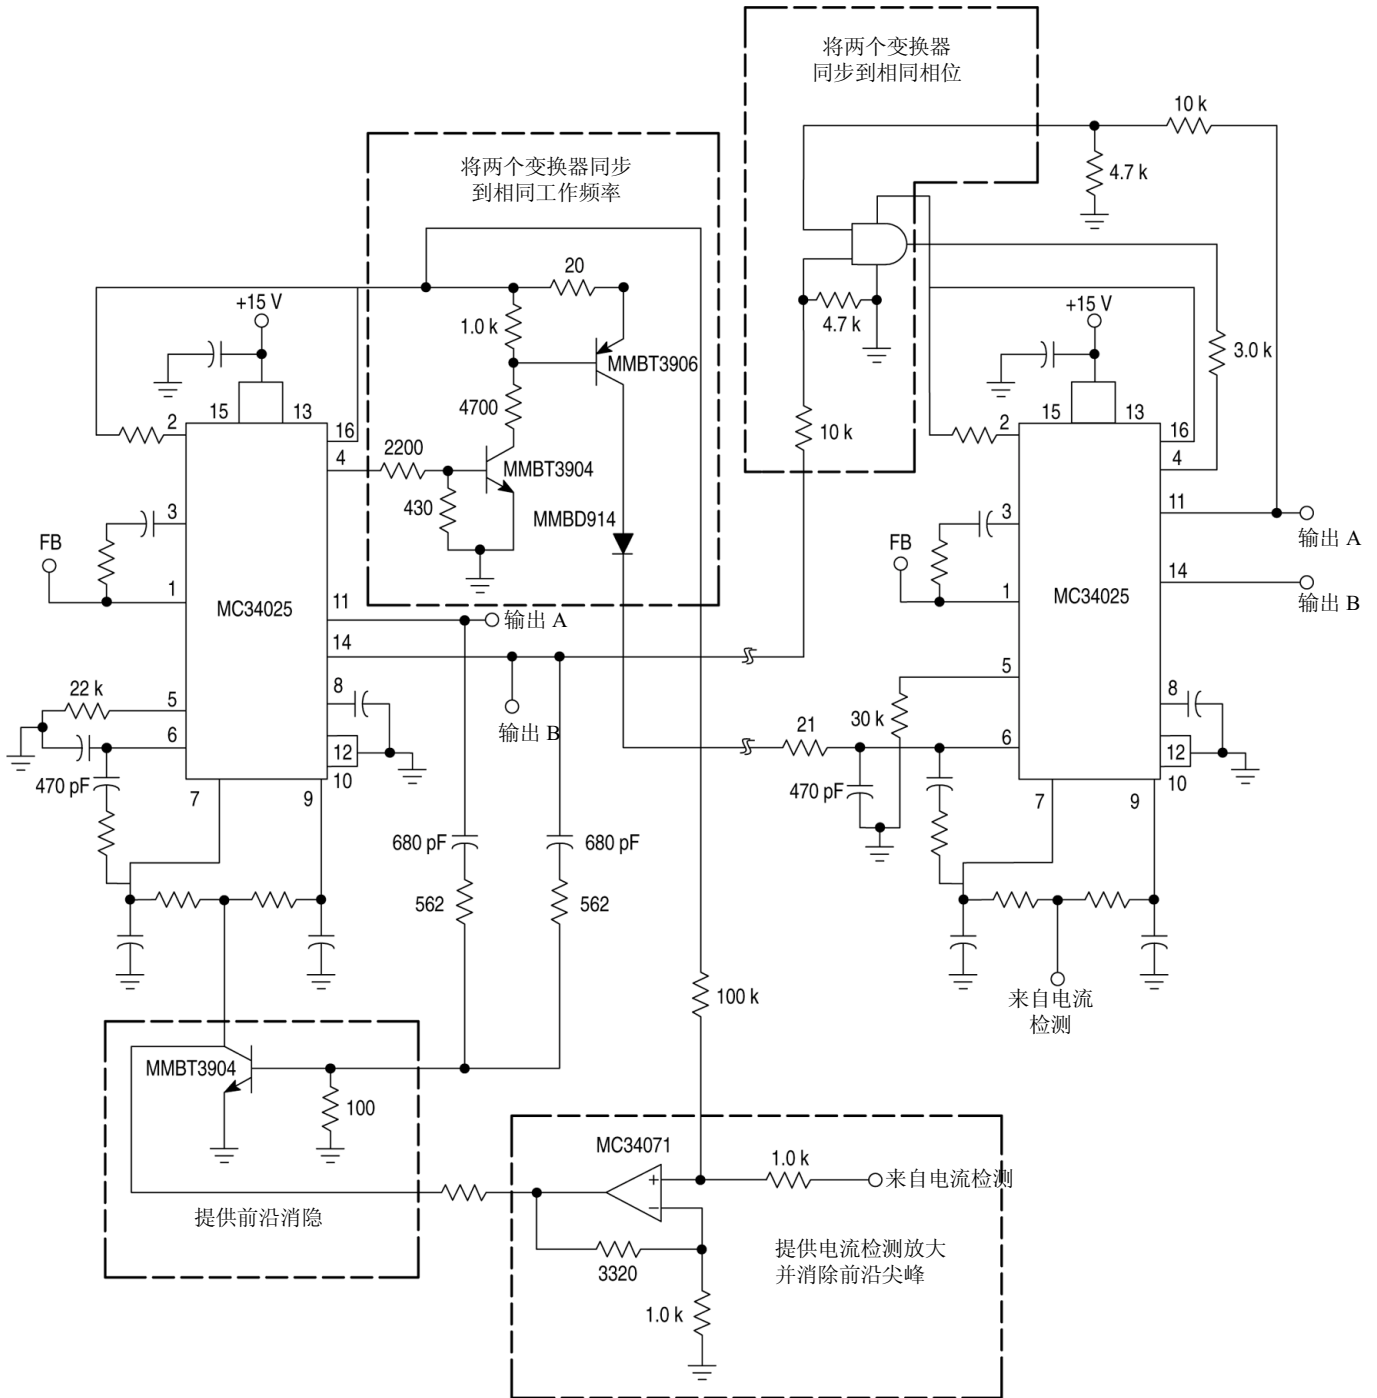 将两个变换器
同步到相同相位
10 k
4.7 k
将两个变换器同步
到相同工作频率
20
1.0 k
MMBT3906
4700
2200
MMBT3904
430
MMBD914
4.7 k
10 k
3.0 k
+15 V
15
13
2
16
4
3
FB
1
MC34025
11
输出 A
14
输出 B
22 k
5
6
470 pF
8
12
10
7
9
+15 V
15
13
2
16
4
3
FB
1
MC34025
11
输出 A
14
输出 B
5
30 k
21
6
470 pF
8
12
10
7
9
680 pF
680 pF
562
562
来自电流
检测
100 k
MMBT3904
100
提供前沿消隐
MC34071
+
−
1.0 k
来自电流检测
3320
1.0 k
提供电流检测放大
并消除前沿尖峰